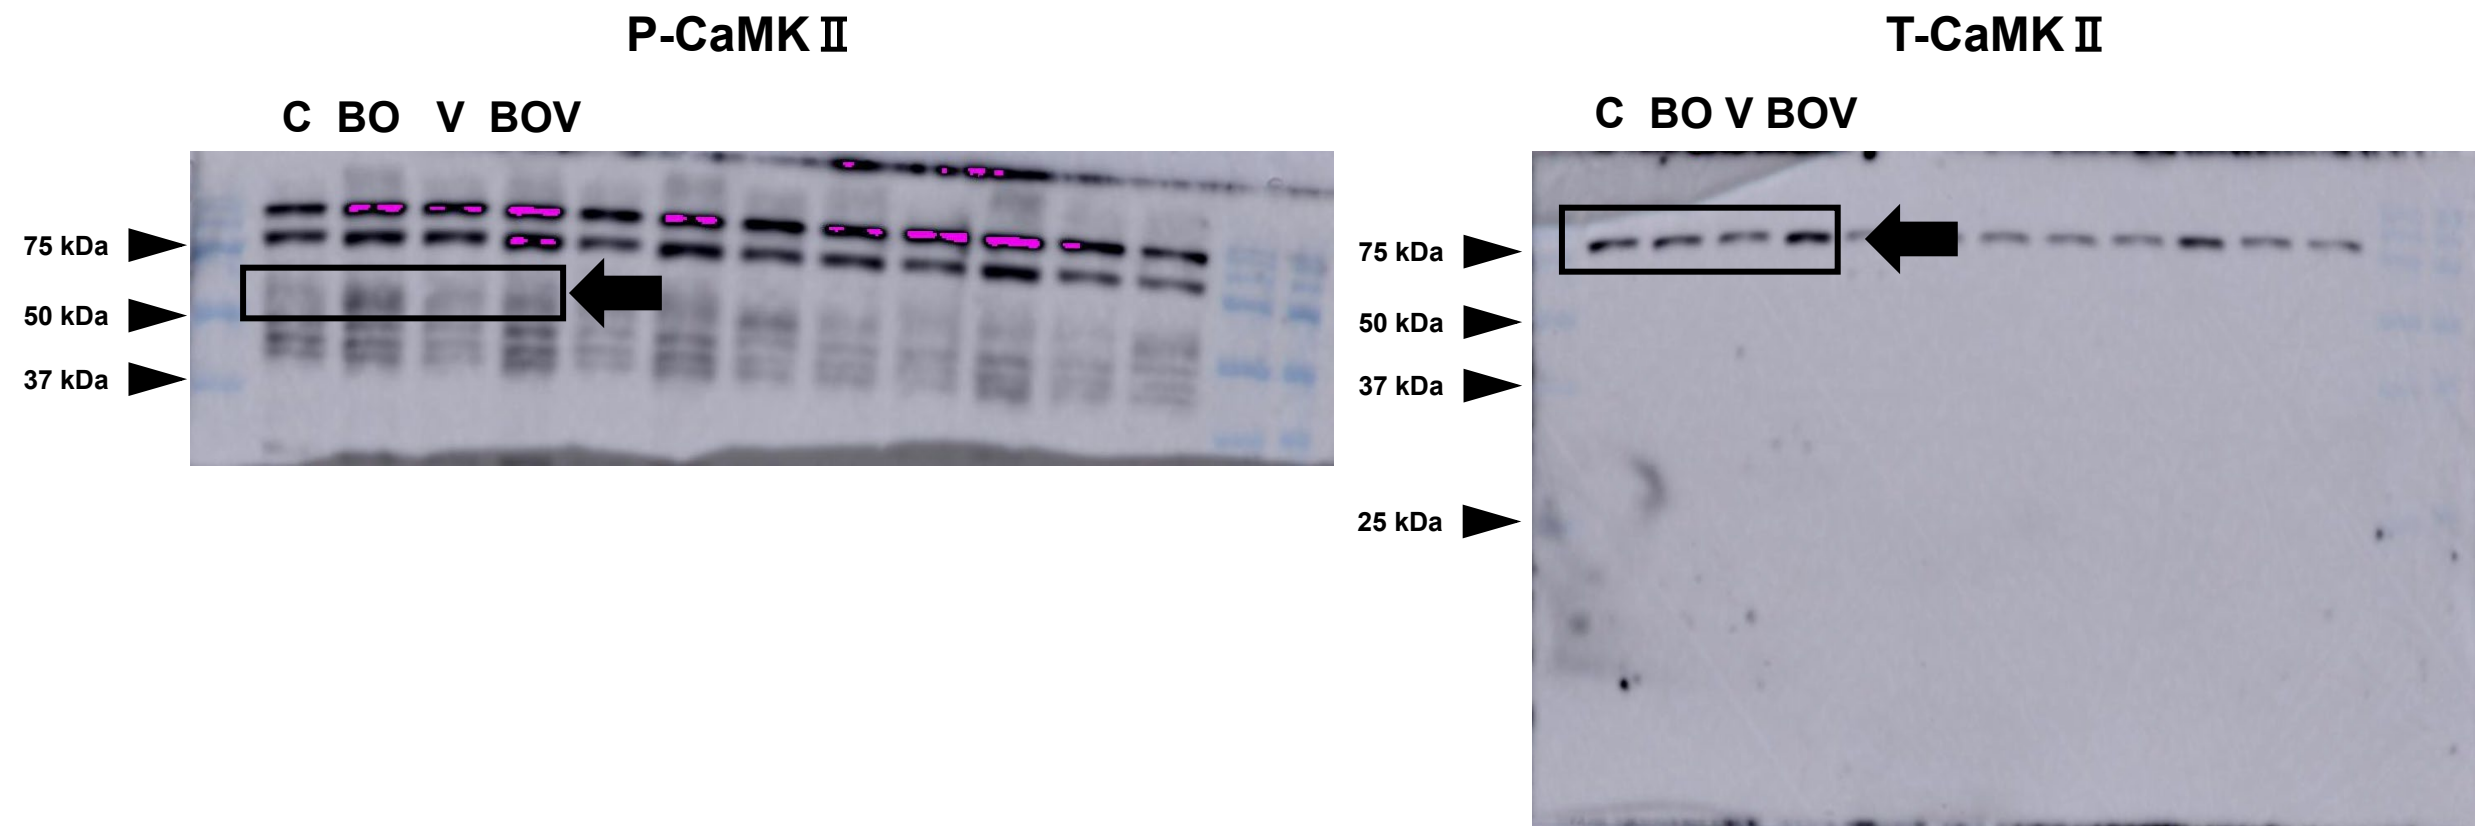 P-CaMKⅡ
C BO V BOV
75 kDa
50 kDa
37 kDa
T-CaMKⅡ
C BO V BOV
75 kDa
50 kDa
37 kDa
25 kDa